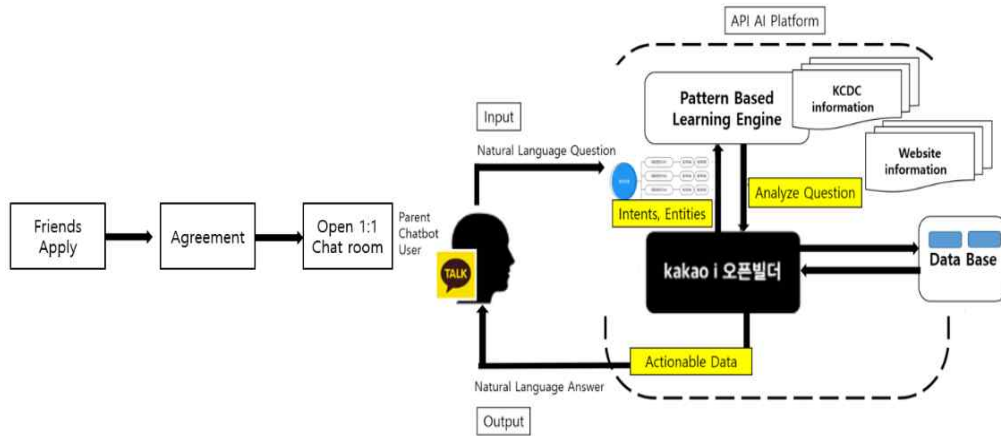 API AI Platform
KCDC
information
Pattern Based
Learning Engine
Website
information
Input
Natural Language Question
Intents, Entities
Analyze Question
Friends
Apply
Agreement
Open 1:1
Chat room
Parent
Chatbot
User
TALK
kakao i 오픈빌더
Data Base
Actionable Data
Natural Language Answer
Output